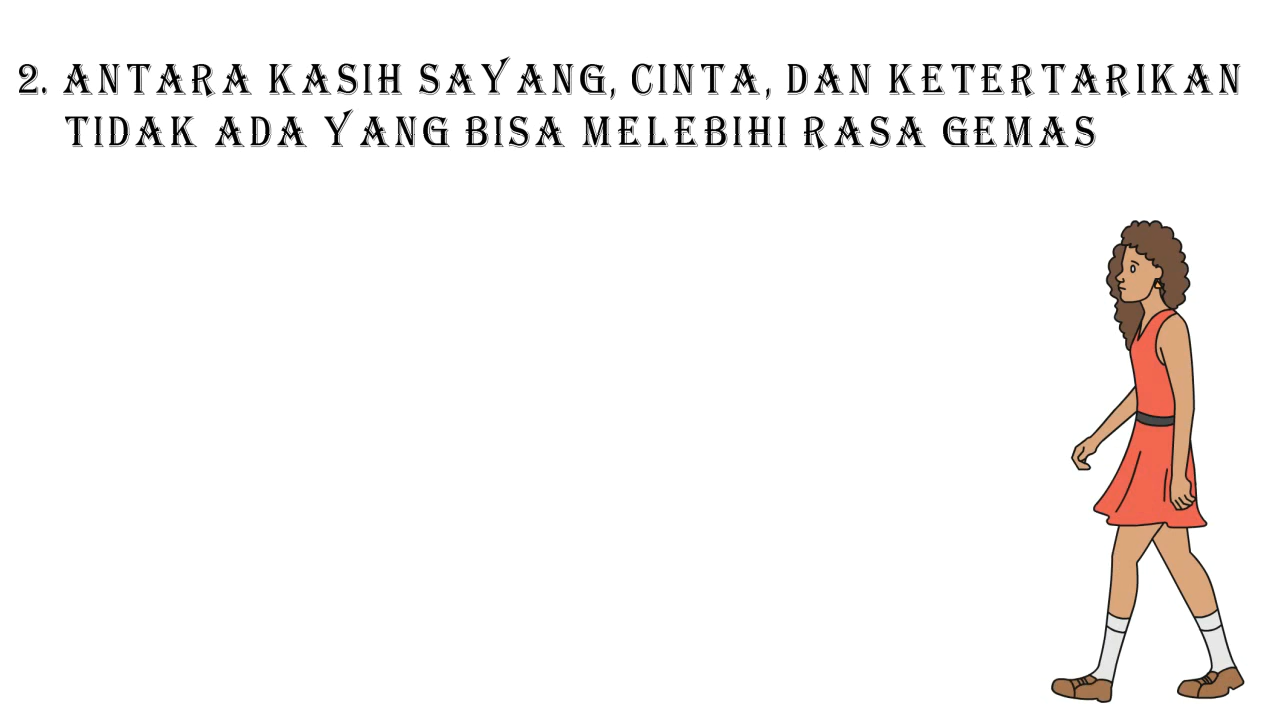 2. ANTARA KASIH SAYANG, CINTA, DAN KETERTARIKAN
TIDAK ADA YANG BISA MELEBIHI RASA GEMAS